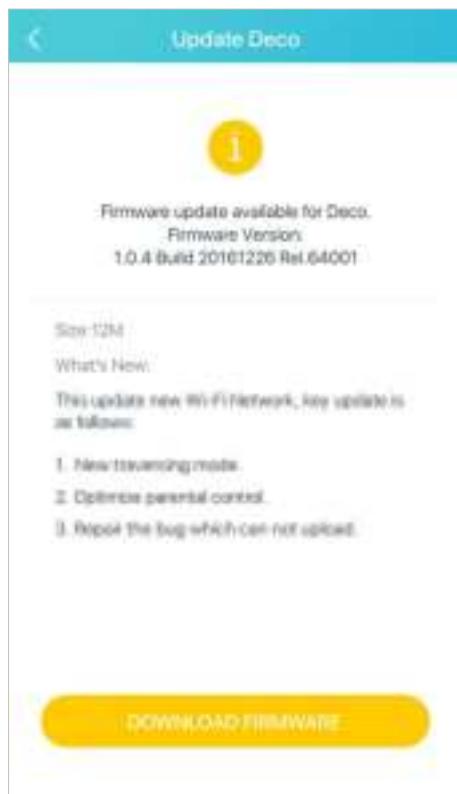 Update Deco
Firmware update available for Deco.
Firmware Version:
1.0.4 Build 20161226 Rel.64001
Size 12M
What's New:
This update new Wi-Fi Network, key update is
as follows:
1. New mode.
2. Optimize parental control.
3. Repair the bug which can not upload.
DOWNLOAD FIRMWARE